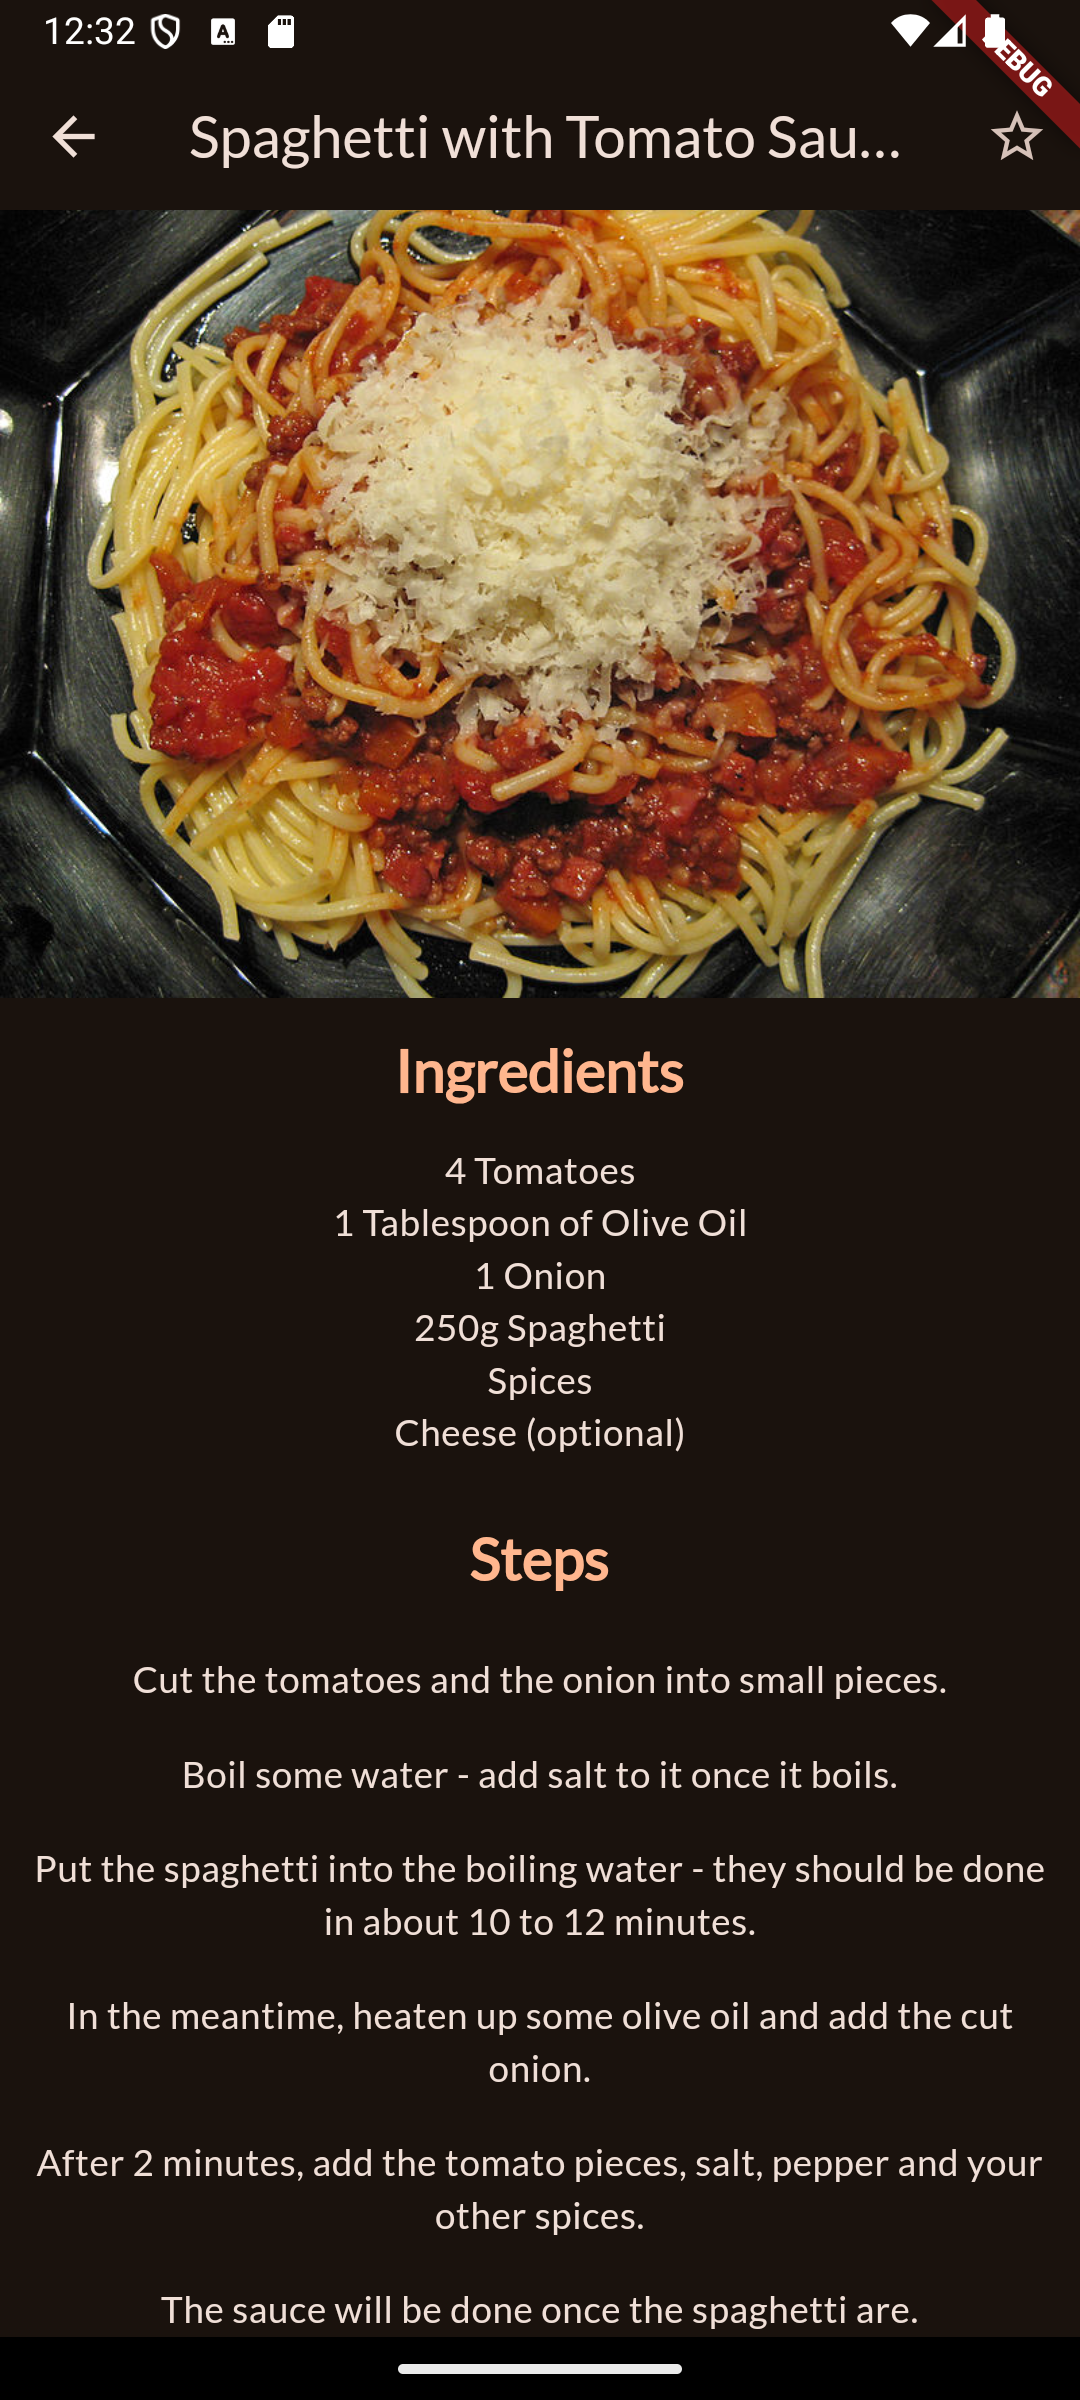 12:32
EBUG
Spaghetti with Tomato Sau...
Ingredients
4 Tomatoes
1 Tablespoon of Olive Oil
1 Onion
250g Spaghetti
Spices
Cheese (optional)
Steps
Cut the tomatoes and the onion into small pieces.
Boil some water - add salt to it once it boils.
Put the spaghetti into the boiling water - they should be done
in about 10 to 12 minutes.
In the meantime, heaten up some olive oil and add the cut
onion.
After 2 minutes, add the tomato pieces, salt, pepper and your
other spices.
The sauce will be done once the spaghetti are.